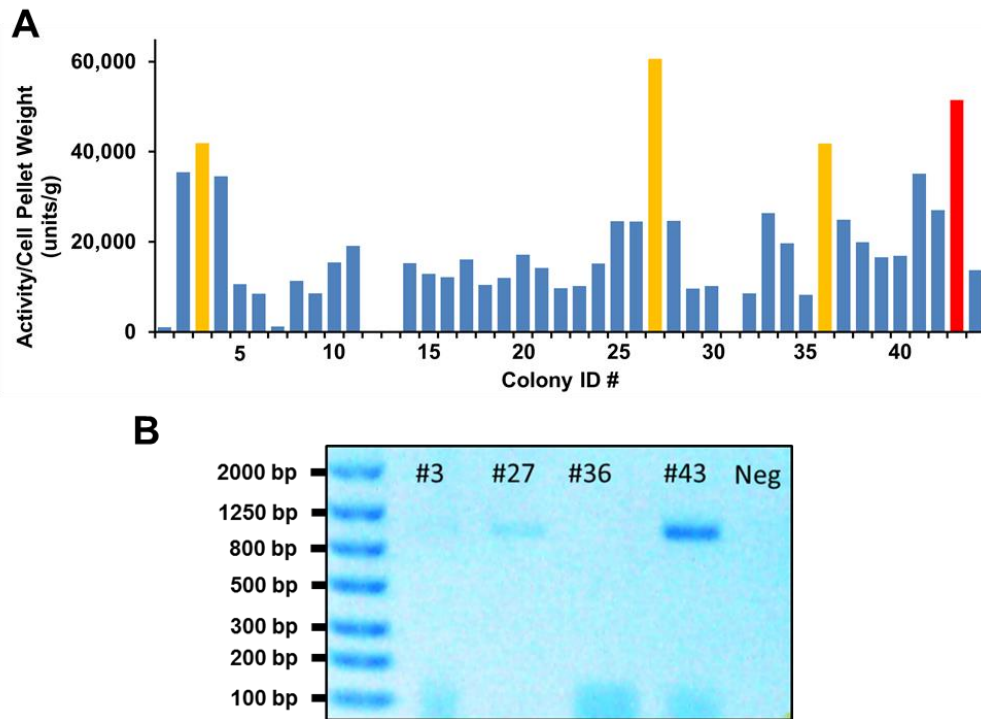 A
Activity/Cell Pellet Weight
(units/g)
60,000
40,000
20,000
0
5
10
15
20
25
30
35
40
Colony ID #
B
2000 bp
1250 bp
800 bp
500 bp
300 bp
200 bp
100 bp
#3 #27 #36 #43 Neg